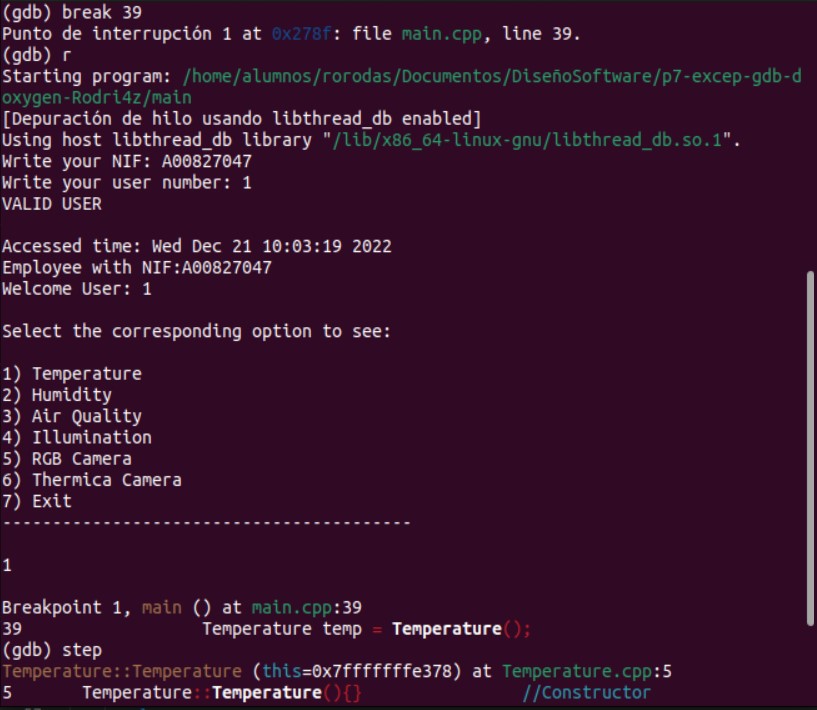 (gdb) break 39
Punto de interrupción 1 at 0x278f: file main.cpp, line 39.
(gdb) r
Starting program: /home/alumnos/rorodas/Documentos/DiseñoSoftware/p7-excep-gdb-d
oxygen-Rodri4z/main
[Depuración de hilo usando libthread_db enabled]
Using host libthread_db library "/lib/x86_64-linux-gnu/libthread_db.so.1".
Write your NIF: A00827047
Write your user number: 1
VALID USER
Accessed time: Wed Dec 21 10:03:19 2022
Employee with NIF:A00827047
Welcome User: 1
Select the corresponding option to see:
1) Temperature
2) Humidity
3) Air Quality
4) Illumination
5) RGB Camera
6) Thermica Camera
7) Exit
-----------------------------------------
1
Breakpoint 1, main () at main.cpp:39
39                  Temperature temp = Temperature();
(gdb) step
Temperature::Temperature (this=0x7fffffffe378) at Temperature.cpp:5
5       Temperature::Temperature(){}                //Constructor